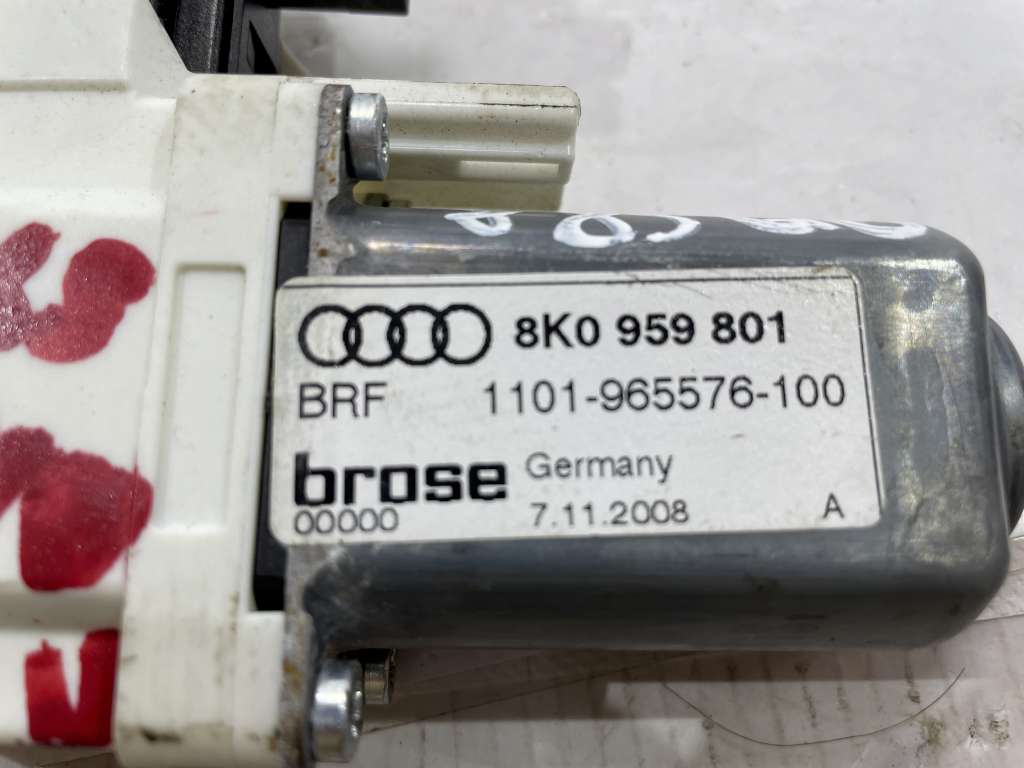 8K0 959 801
BRF 1101-965576-100
brose Germany
00000 7.11.2008 A